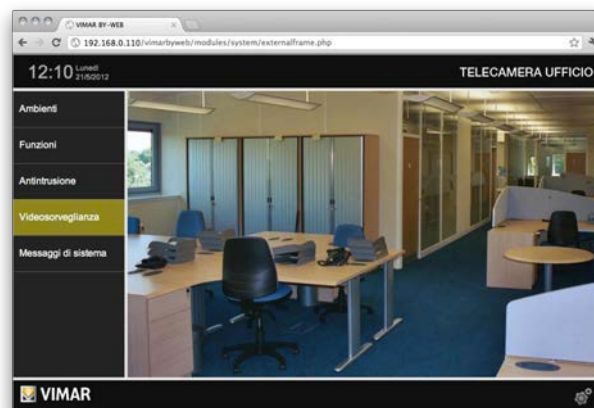 VIMAR BY-WEB
192.168.0.110/vimarbyweb/modules/system/externalframe.php
12:10 Lunedì
21/5/2012
TELECAMERA UFFICIO
Ambienti
Funzioni
Antintrusione
Videosorveglianza
Messaggi di sistema
VIMAR